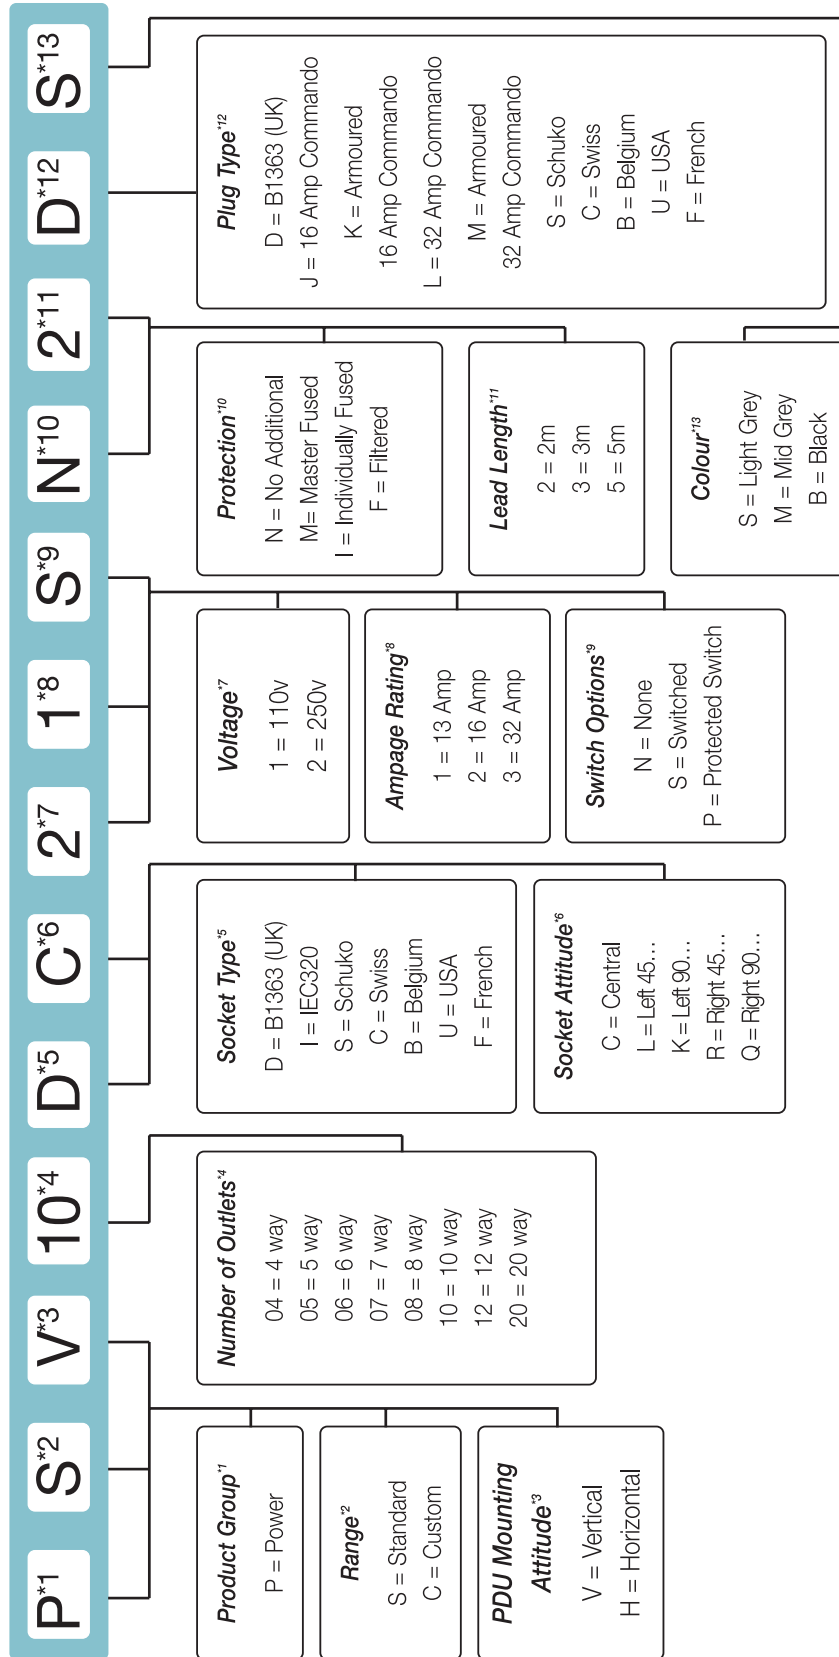 P*1 S*2 V*3 10*4 D*5 C*6 2*7 1*8 S*9 N*10 2*11 D*12 S*13
Product Group*1
P = Power
Range*2
S = Standard
C = Custom
PDU Mounting
Attitude*3
V = Vertical
H = Horizontal
Number of Outlets*4
04 = 4 way
05 = 5 way
06 = 6 way
07 = 7 way
08 = 8 way
10 = 10 way
12 = 12 way
20 = 20 way
Socket Type*5
D = B1363 (UK)
I = IEC320
S = Schuko
C = Swiss
B = Belgium
U = USA
F = French
Socket Attitude*6
C = Central
L = Left 45...
K = Left 90...
R = Right 45...
Q = Right 90...
Voltage*7
1 = 110v
2 = 250v
Ampage Rating*8
1 = 13 Amp
2 = 16 Amp
3 = 32 Amp
Switch Options*9
N = None
S = Switched
P = Protected Switch
Protection*10
N = No Additional
M= Master Fused
I = Individually Fused
F = Filtered
Lead Length*11
2 = 2m
3 = 3m
5 = 5m
Colour*13
S = Light Grey
M = Mid Grey
B = Black
Plug Type*12
D = B1363 (UK)
J = 16 Amp Commando
K = Armoured
16 Amp Commando
L = 32 Amp Commando
M = Armoured
32 Amp Commando
S = Schuko
C = Swiss
B = Belgium
U = USA
F = French